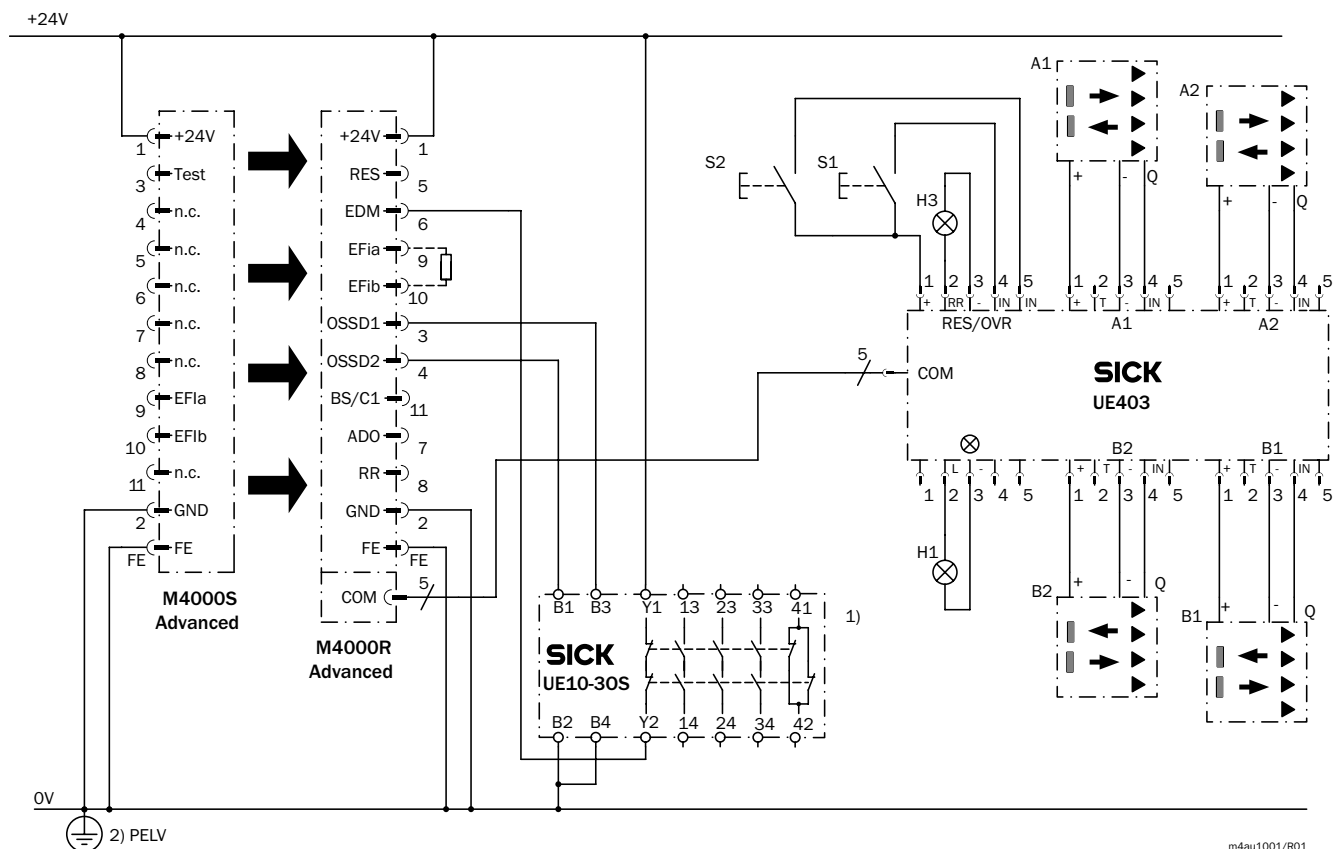 +24V
+24V
1
Test
3
n.c.
4
n.c.
5
n.c.
6
n.c.
7
n.c.
8
EFIa
9
EFIb
10
n.c.
11
GND
2
FE
FE
M4000S
Advanced
+24V
1
RES
5
EDM
6
EFia
9
EFib
10
OSSD1
3
OSSD2
4
BS/C1
11
ADO
7
RR
8
GND
2
FE
FE
COM
5
M4000R
Advanced
B1 B3 Y1 13 23 33 41
1)
SICK
UE10-30S
B2 B4 Y2 14 24 34 42
S2
S1
H3
A1
+ - Q
A2
+ - Q
1 2 3 4 5
+ RR - IN IN
RES/OVR
1 2 3 4 5
+ T - IN
A1
1 2 3 4 5
+ T - IN
A2
5
COM
SICK
UE403
B2
B1
L -
1 2 3 4 5
+ T - IN
1 2 3 4 5
+ T - IN
1 2 3 4 5
H1
B2
+ - Q
B1
+ - Q
0V
2) PELV
m4au1001/R01